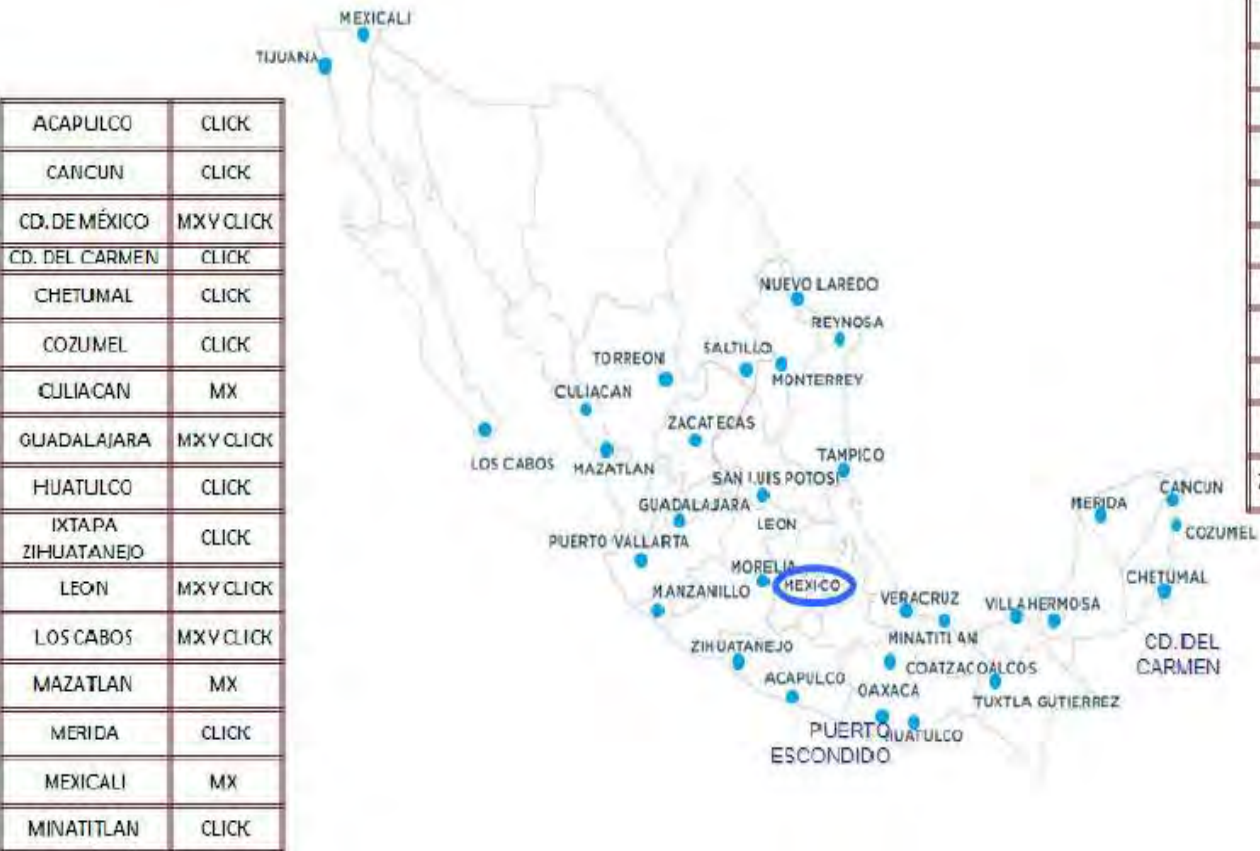 MEXICALI
TIJUANA
ACAPULCO CLICK
CANCUN CLICK
CD. DE MÉXICO MX Y CLICK
CD. DEL CARMEN CLICK
CHETUMAL CLICK
COZUMEL CLICK
CULIACAN MX
GUADALAJARA MX Y CLICK
HUATULCO CLICK
IXTAPA
ZIHUATANEJO CLICK
LEON MX Y CLICK
LOS CABOS MX Y CLICK
MAZATLAN MX
MERIDA CLICK
MEXICALI MX
MINATITLAN CLICK
NUEVO LAREDO
REYNOSA
SALTILLO
TORREON
MONTERREY
CULIACAN
ZACATECAS
LOS CABOS
MAZATLAN
TAMPICO
SAN LUIS POTOSI
GUADALAJARA
LEON
MERIDA
CANCUN
COZUMEL
PUERTO VALLARTA
MORELIA
MEXICO
MANZANILLO
VERACRUZ
VILLAHERMOSA
CHETUMAL
MINATITLAN
CD. DEL
CARMEN
ZIHUATANEJO
COATZACOALCOS
ACAPULCO
OAXACA
TUXTLA GUTIERREZ
PUERTO
ESCONDIDO
HUATULCO